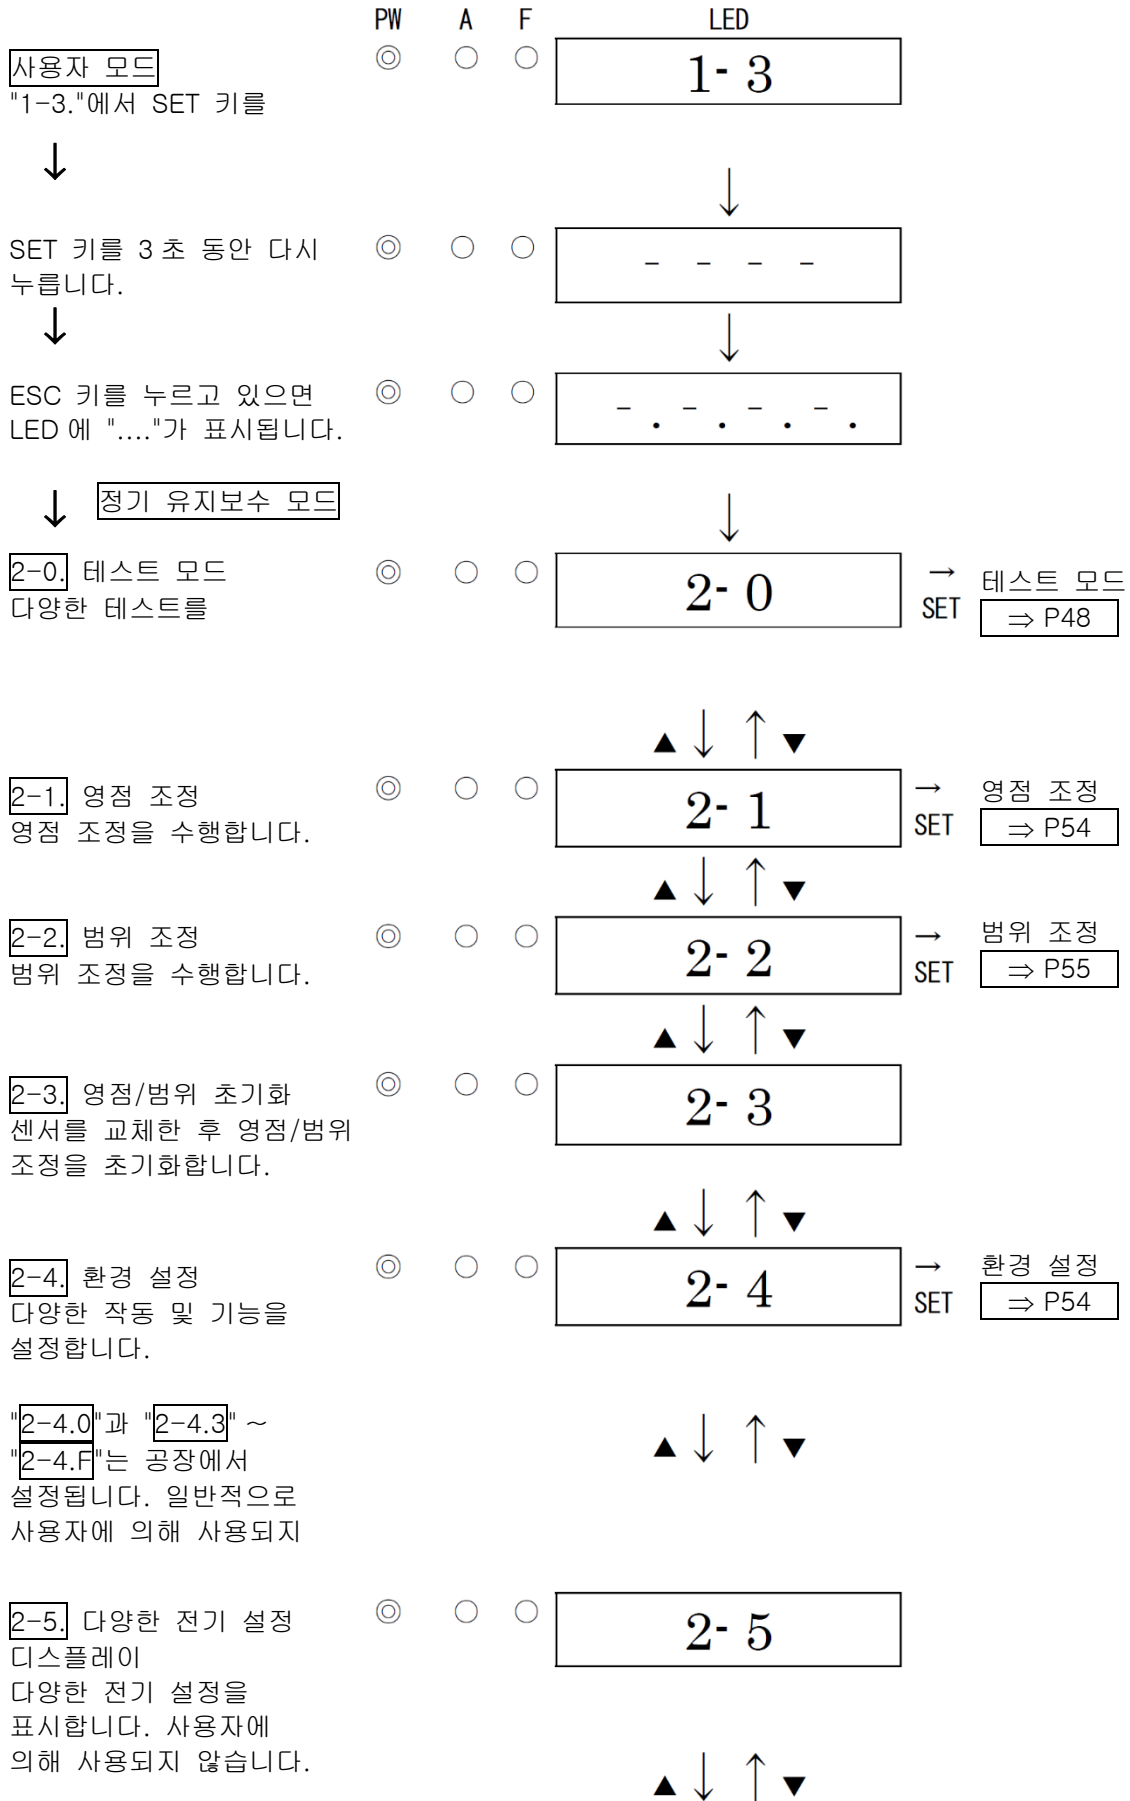 PW A F LED
사용자 모드
1- 3
"1-3."에서 SET 키를
↓
↓
SET 키를 3초 동안 다시
누릅니다.
- - - -
↓
↓
ESC 키를 누르고 있으면
LED에 "...."가 표시됩니다.
-. -. -. -.
↓ 정기 유지보수 모드
↓
2-0. 테스트 모드
다양한 테스트를
2- 0
→ 테스트 모드
SET ⇒ P48
▲ ↓ ↑ ▼
2-1. 영점 조정
영점 조정을 수행합니다.
2- 1
→ 영점 조정
SET ⇒ P54
▲ ↓ ↑ ▼
2-2. 범위 조정
범위 조정을 수행합니다.
2- 2
→ 범위 조정
SET ⇒ P55
▲ ↓ ↑ ▼
2-3. 영점/범위 초기화
센서를 교체한 후 영점/범위
조정을 초기화합니다.
2- 3
▲ ↓ ↑ ▼
2-4. 환경 설정
다양한 작동 및 기능을
설정합니다.
2- 4
→ 환경 설정
SET ⇒ P54
"2-4.0"과 "2-4.3" ~
"2-4.F"는 공장에서
설정됩니다. 일반적으로
사용자에 의해 사용되지
▲ ↓ ↑ ▼
2-5. 다양한 전기 설정
디스플레이
다양한 전기 설정을
표시합니다. 사용자에
의해 사용되지 않습니다.
2- 5
▲ ↓ ↑ ▼